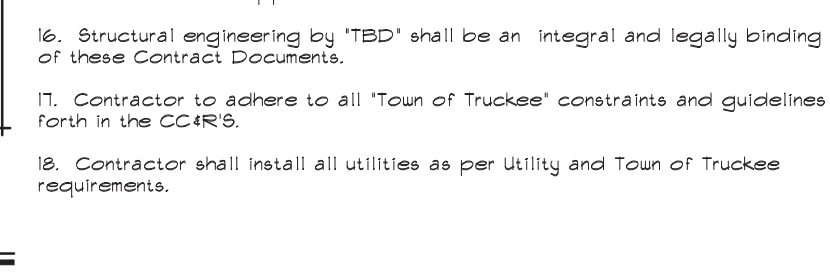 16. Structural engineering by "TBD" shall be an integral and legally binding
of these Contract Documents.
17. Contractor to adhere to all "Town of Truckee" constraints and guidelines
forth in the CC&R'S.
18. Contractor shall install all utilities as per Utility and Town of Truckee
requirements.